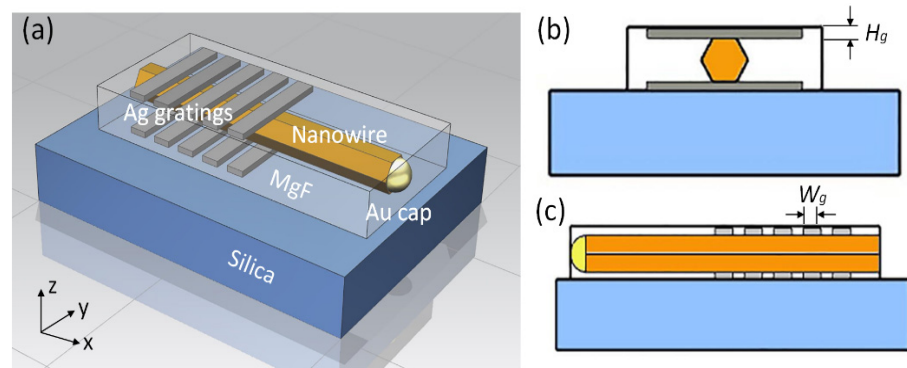 (a)
Ag gratings
Nanowire
MgF
Au cap
Silica
z
y
x
(b)
Hg
(c)
Wg